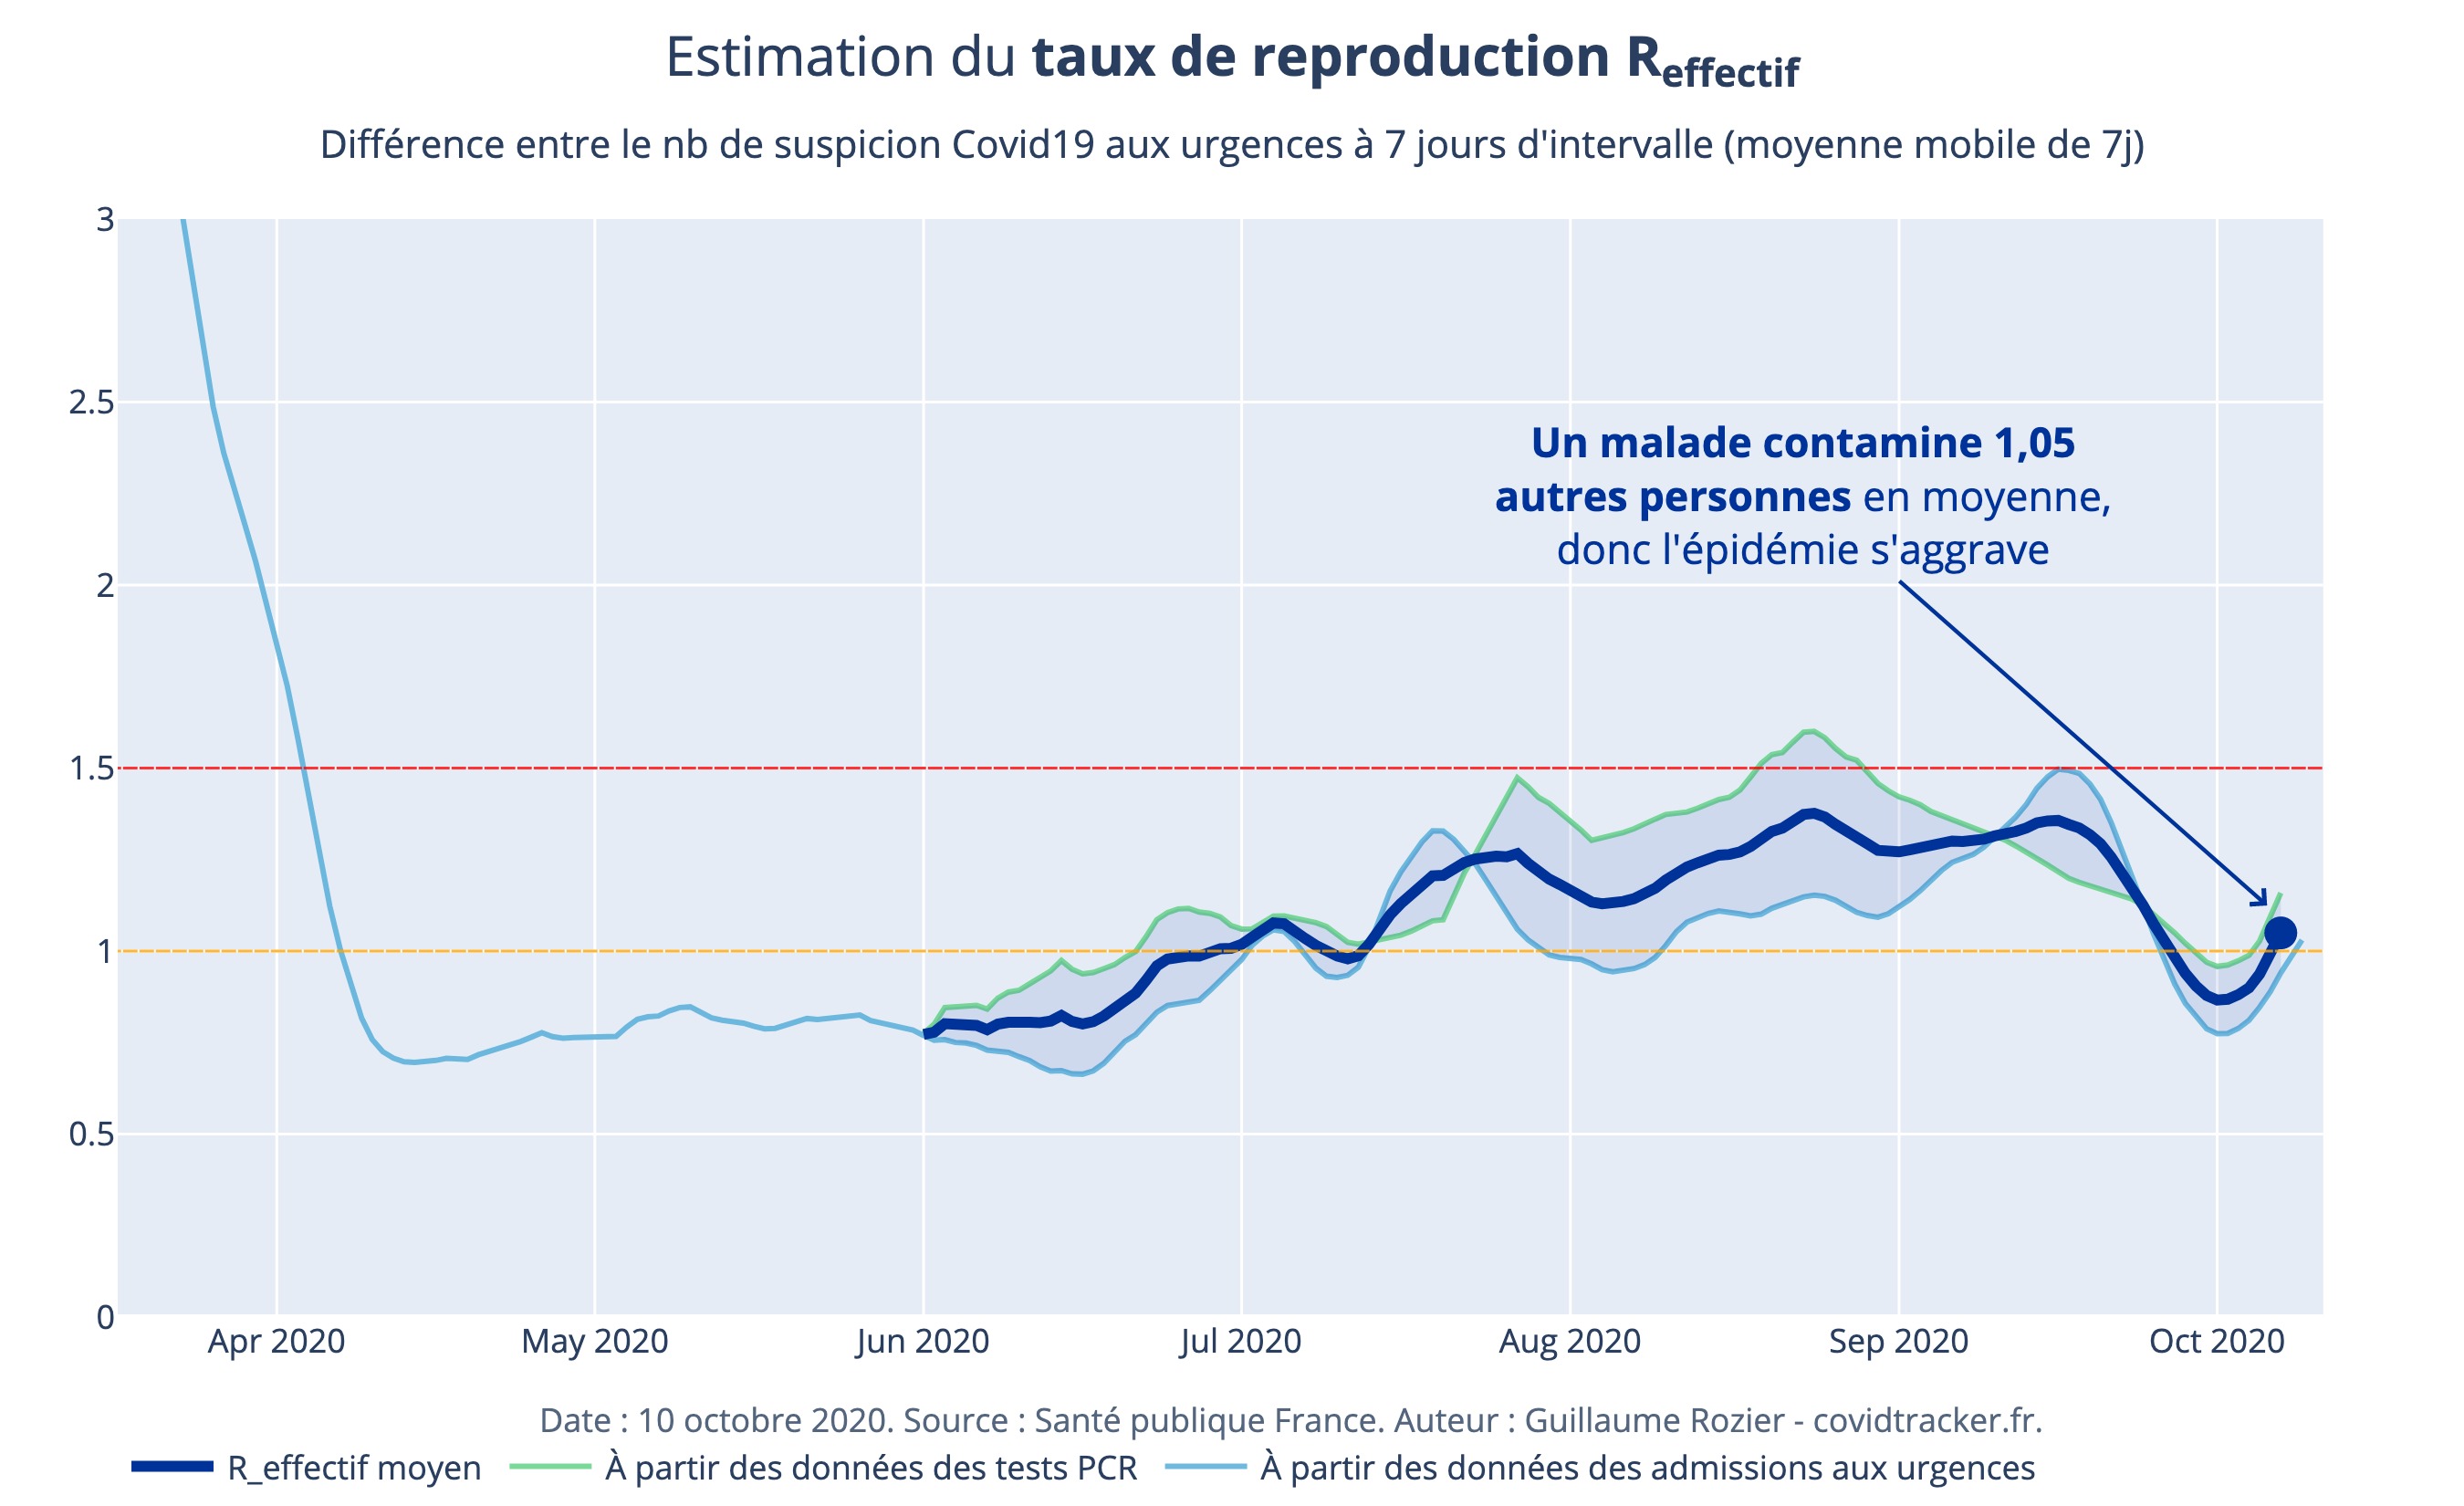 Estimation du taux de reproduction Reffectif
Différence entre le nb de suspicion Covid19 aux urgences à 7 jours d'intervalle (moyenne mobile de 7j)
3
2.5
2
1.5
1
0.5
0
Un malade contamine 1,05
autres personnes en moyenne,
donc l'épidémie s'aggrave
Apr 2020 May 2020 Jun 2020 Jul 2020 Aug 2020 Sep 2020 Oct 2020
Date : 10 octobre 2020. Source : Santé publique France. Auteur : Guillaume Rozier - covidtracker.fr.
R_effectif moyen À partir des données des tests PCR À partir des données des admissions aux urgences